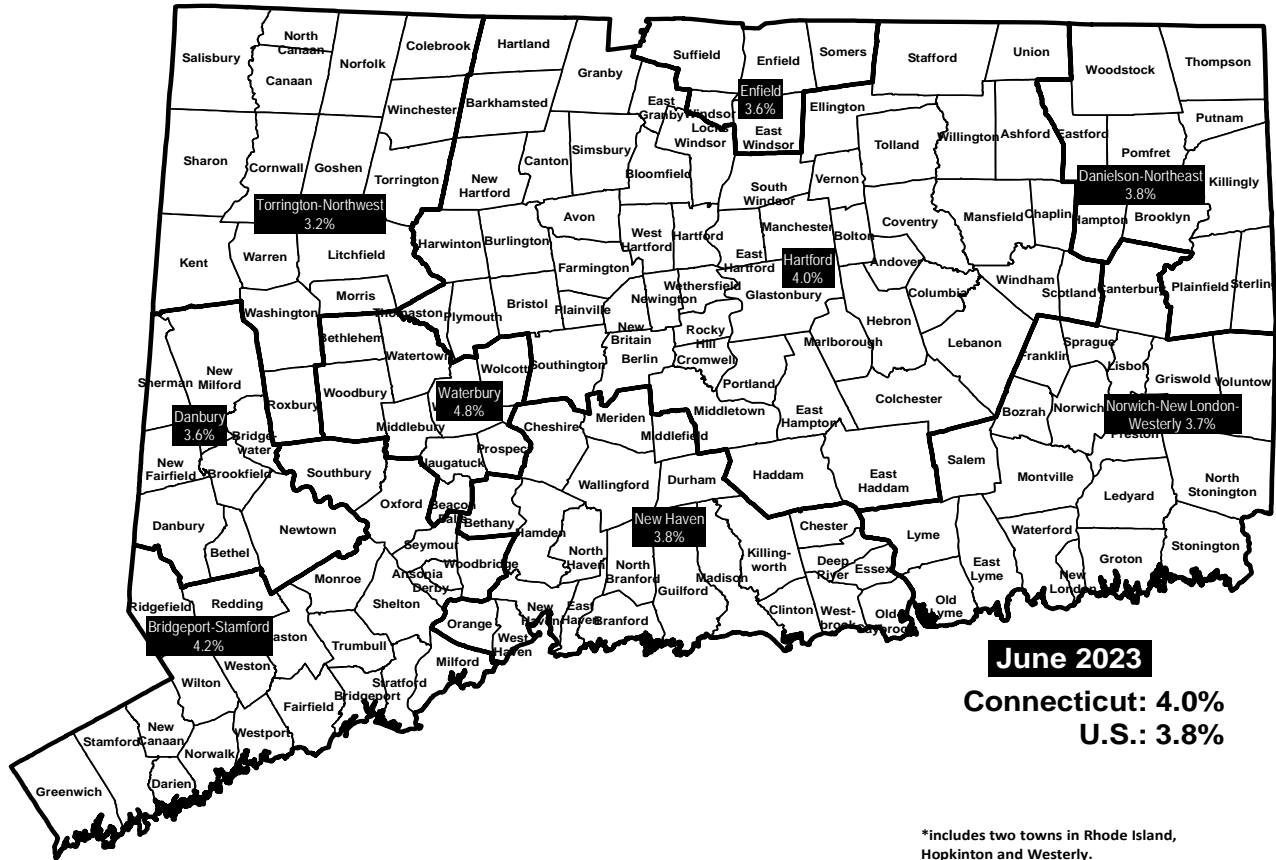 Salisbury
North
Canaan
Canaan
Norfolk
Colebrook
Hartland
Granby
Suffield
Enfield
Somers
Stafford
Union
Woodstock
Thompson
Winchester
Barkhamsted
East
Granby
Windsor
Locks
Enfield
3.6%
East
Windsor
Ellington
Willington
Ashford
Eastford
Putnam
Pomfret
Sharon
Cornwall
Goshen
Torrington
New
Hartford
Canton
Simsbury
Bloomfield
Windsor
South
Windsor
Vernon
Tolland
Danielson-Northeast
3.8%
Killingly
Torrington-Northwest
3.2%
Avon
West
Hartford
Hartford
East
Hartford
Manchester
Bolton
Coventry
Mansfield
Chaplin
Hampton
Brooklyn
Kent
Warren
Litchfield
Harwinton
Burlington
Farmington
Hartford
4.0%
Andover
Columbia
Windham
Scotland
Canterbury
Plainfield
Sterling
Morris
Washington
Thomaston
Plymouth
Bristol
Plainville
Newington
Wethersfield
Glastonbury
Hebron
Bethlehem
Watertown
New
Britain
Berlin
Rocky
Hill
Cromwell
Marlborough
Lebanon
Franklin
Sprague
Lisbon
Griswold
Voluntown
Sherman
New
Milford
Roxbury
Woodbury
Wolcott
Southington
Waterbury
4.8%
Portland
Colchester
Bozrah
Norwich
Norwich-New London-
Westerly 3.7%
Preston
Danbury
3.6%
Bridge-
water
Middlebury
Cheshire
Meriden
Middlefield
Middletown
East
Hampton
New
Fairfield
Brookfield
Southbury
Naugatuck
Prospect
Wallingford
Durham
Haddam
East
Haddam
Salem
Montville
Ledyard
North
Stonington
Danbury
Bethel
Newtown
Oxford
Beacon
Falls
Bethany
Hamden
New Haven
3.8%
Chester
Lyme
Waterford
Stonington
Seymour
Woodbridge
North
Haven
North
Branford
Killing-
worth
Deep
River
Essex
East
Lyme
Groton
Monroe
Ansonia
Derby
Shelton
Guilford
Madison
New
London
Ridgefield
Redding
Orange
West
Haven
New
Haven
East
Haven
Branford
Clinton
West-
brook
Old
Saybrook
Old
Lyme
Bridgeport-Stamford
4.2%
Easton
Trumbull
Milford
Weston
Wilton
Bridgeport
Stratford
Fairfield
New
Canaan
Westport
Norwalk
Stamford
Darien
Greenwich
June 2023
Connecticut: 4.0%
U.S.: 3.8%
*includes two towns in Rhode Island,
Hopkinton and Westerly.